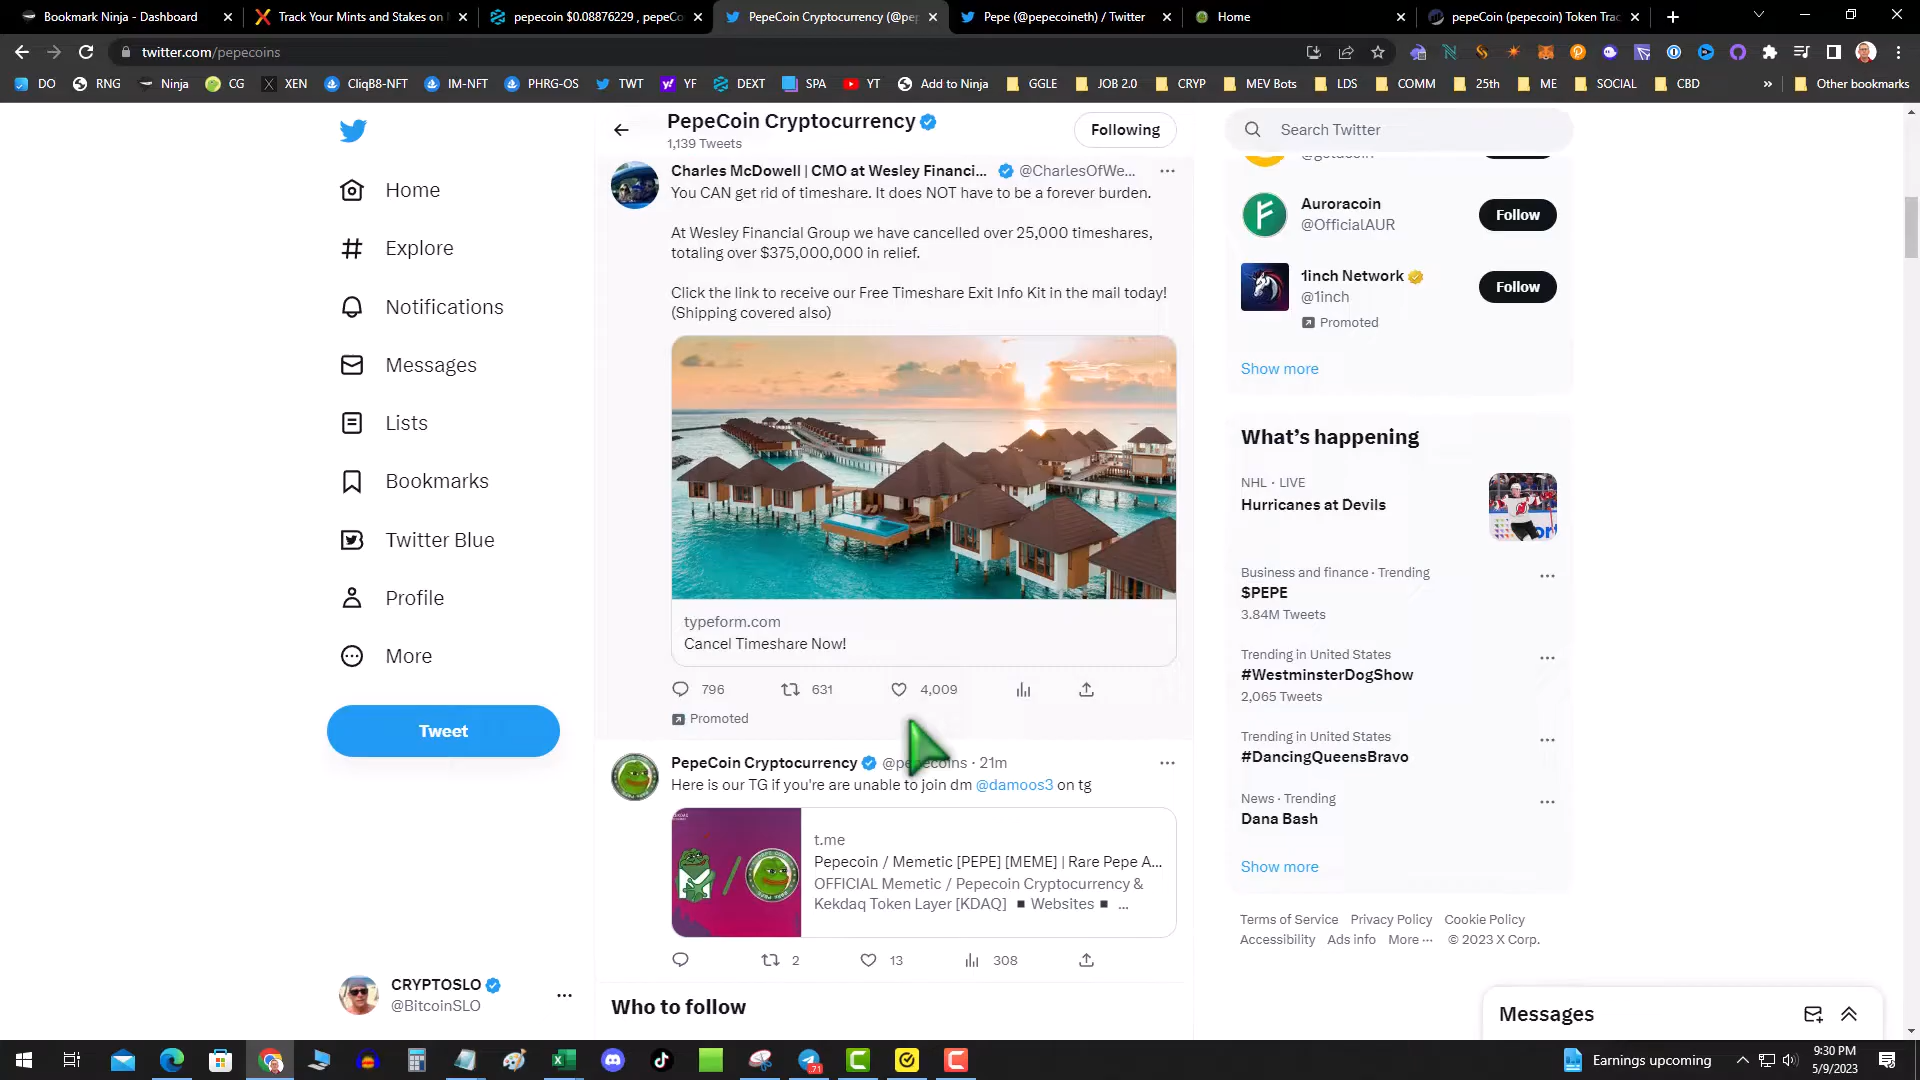 Bookmark Ninja - Dashboard
Track Your Mints and Stakes on
pepecoin $0.08876229 , pepeCo
PepeCoin Cryptocurrency (@pep
Pepe (@pepecoineth) / Twitter
Home
pepeCoin (pepecoin) Token Trac
twitter.com/pepecoins
DO
RNG
Ninja
CG
XEN
Cliq88-NFT
IM-NFT
PHRG-OS
TWT
YF
DEXT
SPA
YT
Add to Ninja
GGLE
JOB 2.0
CRYP
MEV Bots
LDS
COMM
25th
ME
SOCIAL
CBD
»
Other bookmarks
Home
Explore
Notifications
Messages
Lists
Bookmarks
Twitter Blue
Profile
More
Tweet
CRYPTOSLO
@BitcoinSLO
PepeCoin Cryptocurrency
1,139 Tweets
Following
Charles McDowell | CMO at Wesley Financi... @CharlesOfWe...
You CAN get rid of timeshare. It does NOT have to be a forever burden.
At Wesley Financial Group we have cancelled over 25,000 timeshares,
totaling over $375,000,000 in relief.
Click the link to receive our Free Timeshare Exit Info Kit in the mail today!
(Shipping covered also)
typeform.com
Cancel Timeshare Now!
796 631 4,009
Promoted
PepeCoin Cryptocurrency @pepecoins · 21m
Here is our TG if you're are unable to join dm @damoos3 on tg
t.me
Pepecoin / Memetic [PEPE] [MEME] | Rare Pepe A...
OFFICIAL Memetic / Pepecoin Cryptocurrency &
Kekdaq Token Layer [KDAQ] ▪ Websites ▪ ...
2 13 308
Who to follow
Search Twitter
Auroracoin
@OfficialAUR
Follow
1inch Network
@1inch
Promoted
Follow
Show more
What's happening
NHL · LIVE
Hurricanes at Devils
Business and finance · Trending
$PEPE
3.84M Tweets
Trending in United States
#WestminsterDogShow
2,065 Tweets
Trending in United States
#DancingQueensBravo
News · Trending
Dana Bash
Show more
Terms of Service Privacy Policy Cookie Policy
Accessibility Ads info More ··· © 2023 X Corp.
Messages
71
Earnings upcoming
9:30 PM
5/9/2023